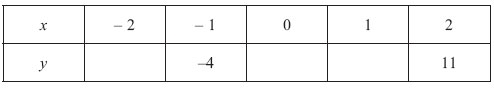 x – 2 – 1 0 1 2
y –4 11